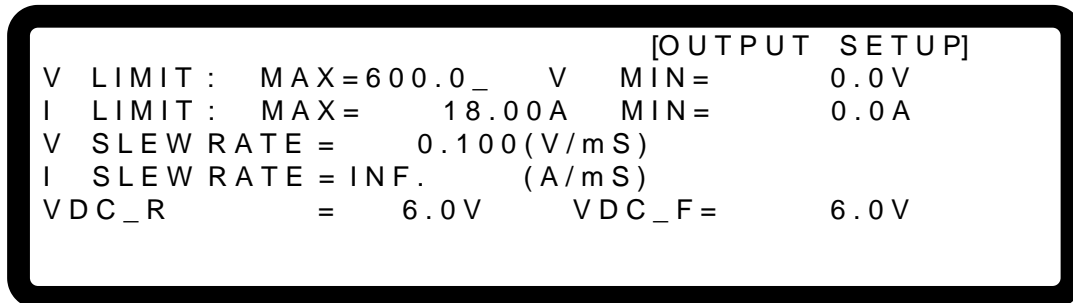 [OUTPUT SETUP]
V LIMIT: MAX=600.0_ V MIN= 0.0V
I LIMIT: MAX= 18.00A MIN= 0.0A
V SLEW RATE= 0.100(V/mS)
I SLEW RATE=INF. (A/mS)
VDC_R = 6.0V VDC_F= 6.0V